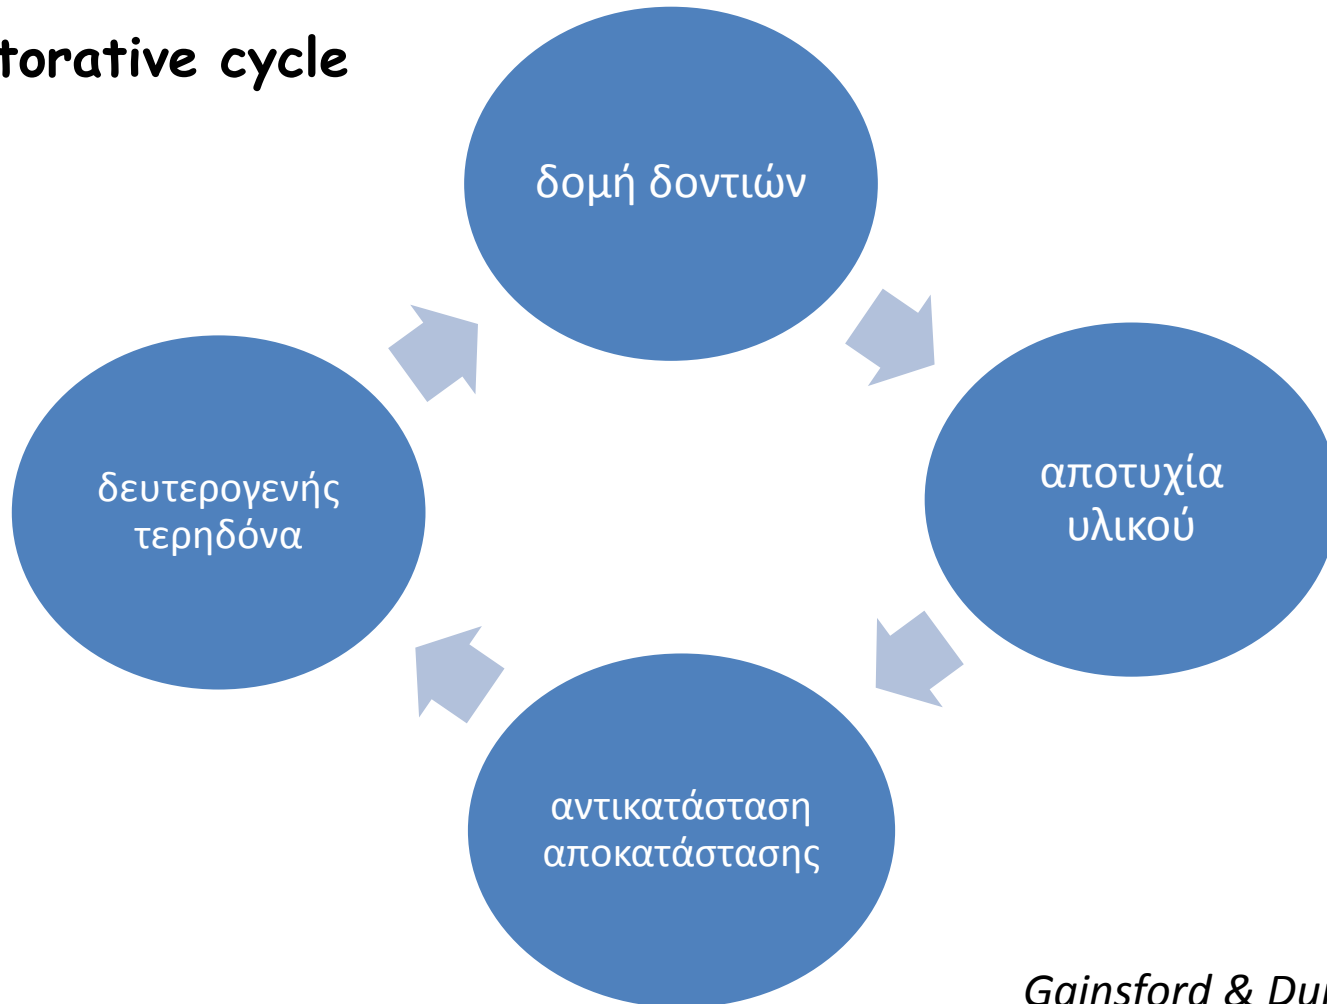 torative cycle
δομή δοντιών
αποτυχία
υλικού
αντικατάσταση
αποκατάστασης
δευτερογενής
τερηδόνα
Gainsford & Du